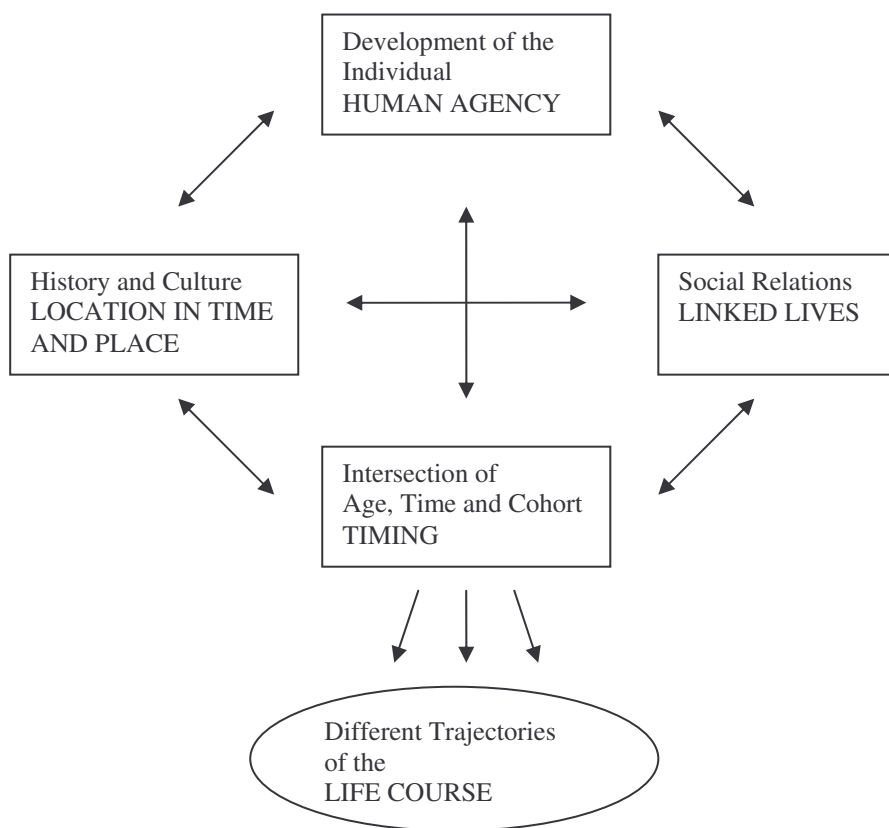 Development of the
Individual
HUMAN AGENCY
History and Culture
LOCATION IN TIME
AND PLACE
Social Relations
LINKED LIVES
Intersection of
Age, Time and Cohort
TIMING
Different Trajectories
of the
LIFE COURSE